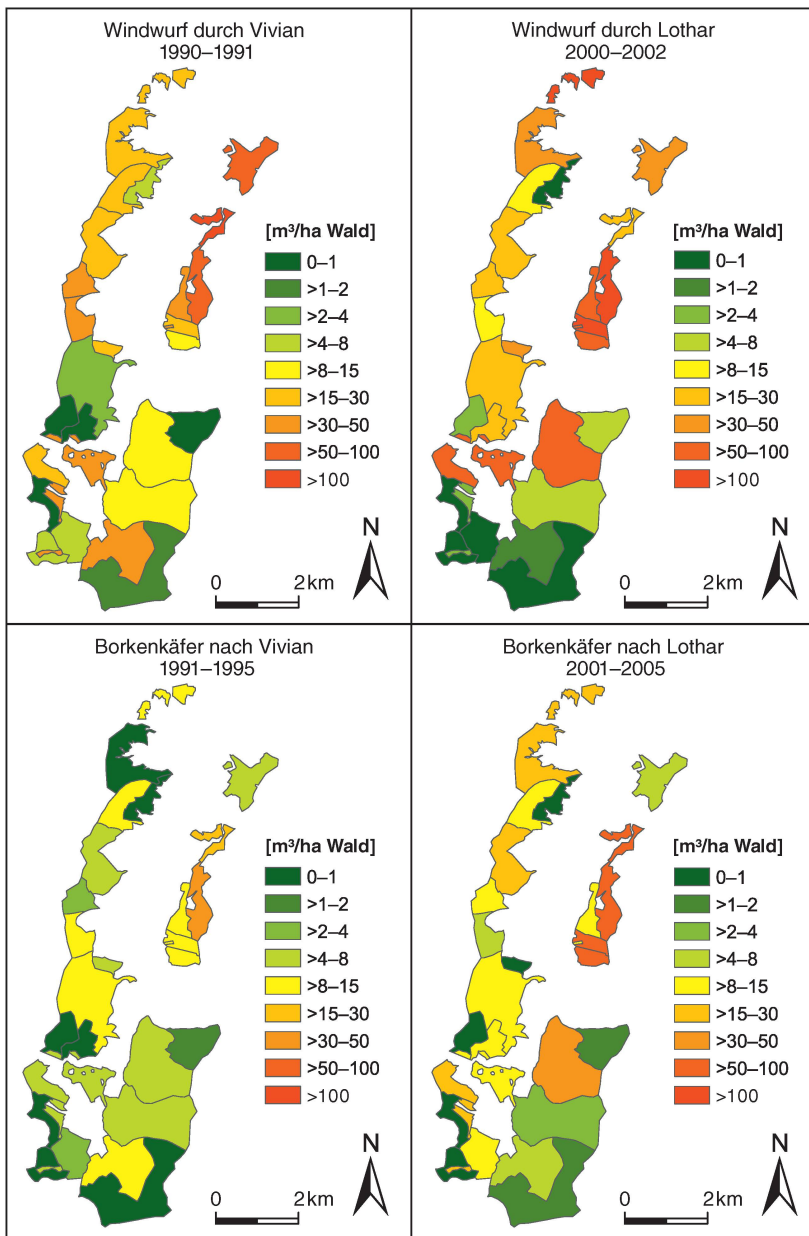 Windwurf durch Vivian
1990–1991
[m³/ha Wald]
0–1
>1–2
>2–4
>4–8
>8–15
>15–30
>30–50
>50–100
>100
N
0 2km
Windwurf durch Lothar
2000–2002
[m³/ha Wald]
0–1
>1–2
>2–4
>4–8
>8–15
>15–30
>30–50
>50–100
>100
N
0 2km
Borkenkäfer nach Vivian
1991–1995
[m³/ha Wald]
0–1
>1–2
>2–4
>4–8
>8–15
>15–30
>30–50
>50–100
>100
N
0 2km
Borkenkäfer nach Lothar
2001–2005
[m³/ha Wald]
0–1
>1–2
>2–4
>4–8
>8–15
>15–30
>30–50
>50–100
>100
N
0 2km